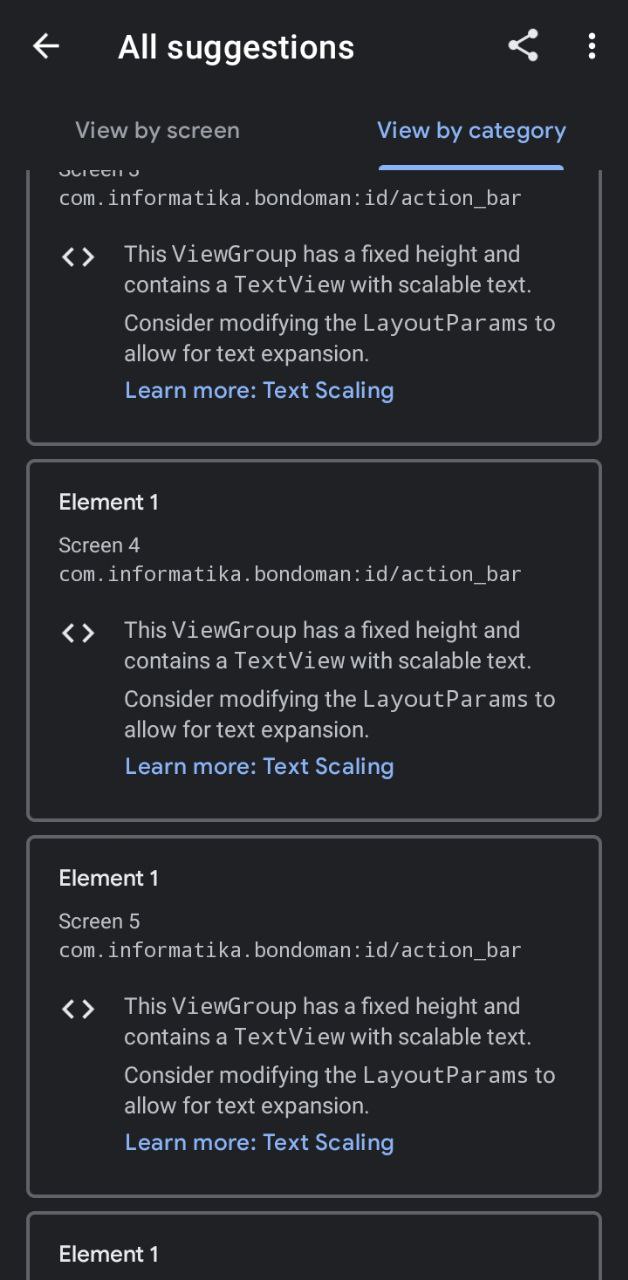 All suggestions
View by screen
View by category
Screen 3
com.informatika.bondoman:id/action_bar
This ViewGroup has a fixed height and
contains a TextView with scalable text.
Consider modifying the LayoutParams to
allow for text expansion.
Learn more: Text Scaling
Element 1
Screen 4
com.informatika.bondoman:id/action_bar
This ViewGroup has a fixed height and
contains a TextView with scalable text.
Consider modifying the LayoutParams to
allow for text expansion.
Learn more: Text Scaling
Element 1
Screen 5
com.informatika.bondoman:id/action_bar
This ViewGroup has a fixed height and
contains a TextView with scalable text.
Consider modifying the LayoutParams to
allow for text expansion.
Learn more: Text Scaling
Element 1